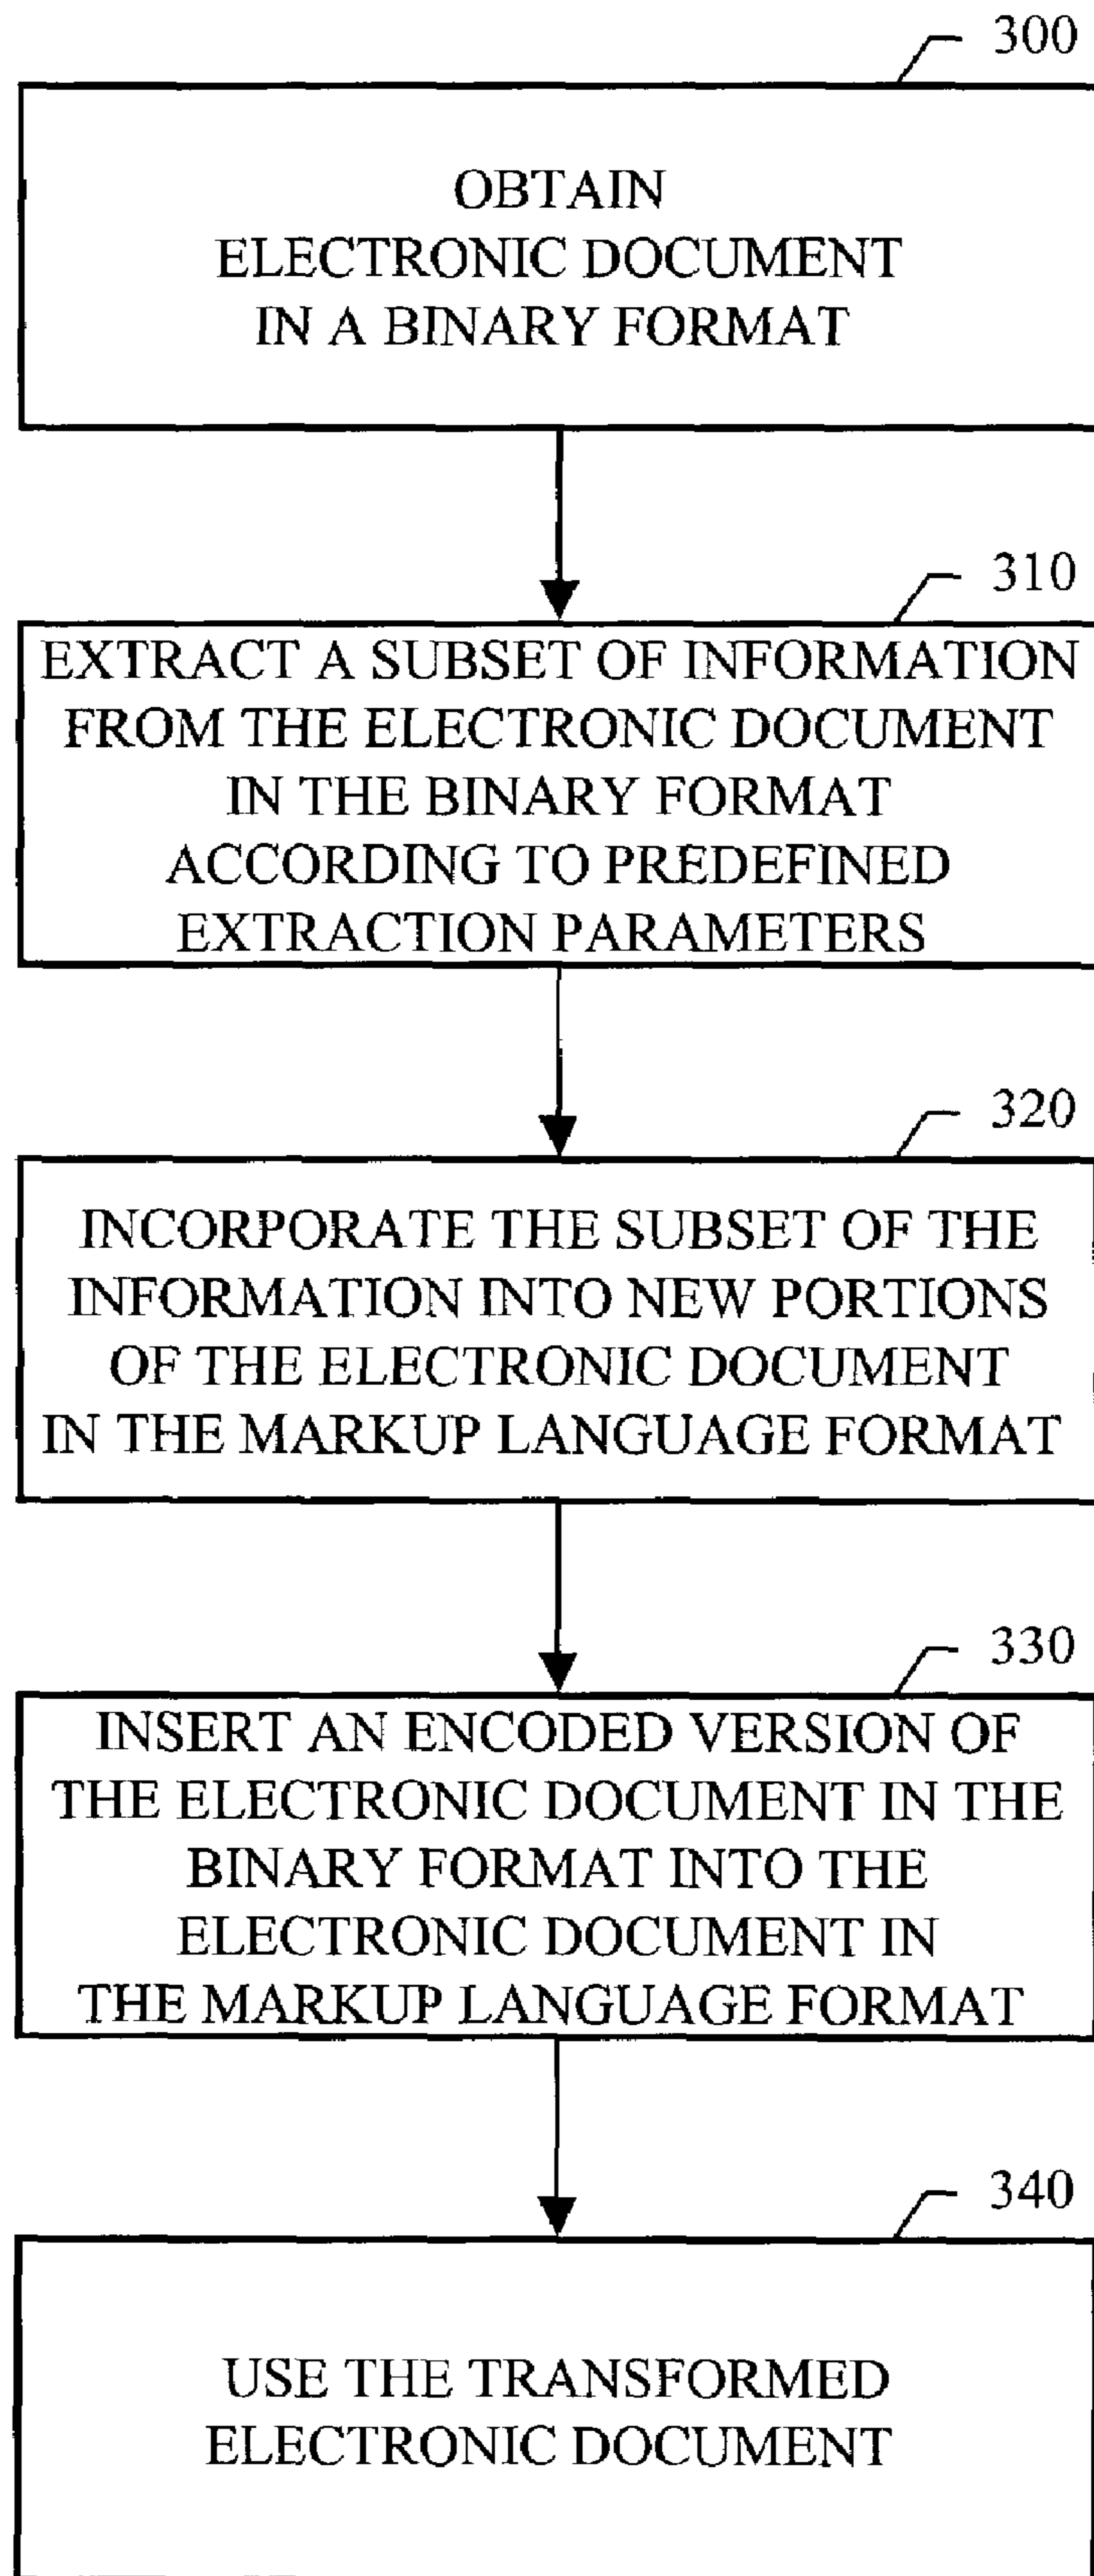 300
OBTAIN
ELECTRONIC DOCUMENT
IN A BINARY FORMAT
310
EXTRACT A SUBSET OF INFORMATION
FROM THE ELECTRONIC DOCUMENT
IN THE BINARY FORMAT
ACCORDING TO PREDEFINED
EXTRACTION PARAMETERS
320
INCORPORATE THE SUBSET OF THE
INFORMATION INTO NEW PORTIONS
OF THE ELECTRONIC DOCUMENT
IN THE MARKUP LANGUAGE FORMAT
330
INSERT AN ENCODED VERSION OF
THE ELECTRONIC DOCUMENT IN THE
BINARY FORMAT INTO THE
ELECTRONIC DOCUMENT IN
THE MARKUP LANGUAGE FORMAT
340
USE THE TRANSFORMED
ELECTRONIC DOCUMENT